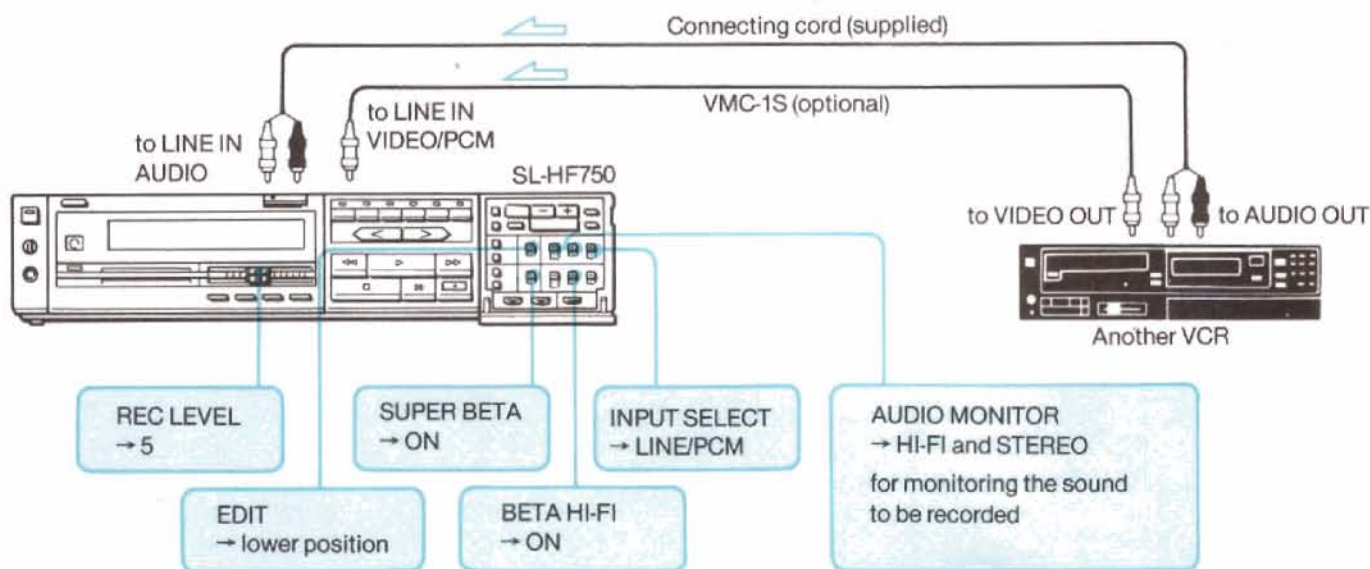 Connecting cord (supplied)
VMC-1S (optional)
to LINE IN
AUDIO
to LINE IN
VIDEO/PCM
SL-HF750
to VIDEO OUT
to AUDIO OUT
Another VCR
REC LEVEL
→ 5
SUPER BETA
→ ON
INPUT SELECT
→ LINE/PCM
AUDIO MONITOR
→ HI-FI and STEREO
for monitoring the sound
to be recorded
EDIT
→ lower position
BETA HI-FI
→ ON